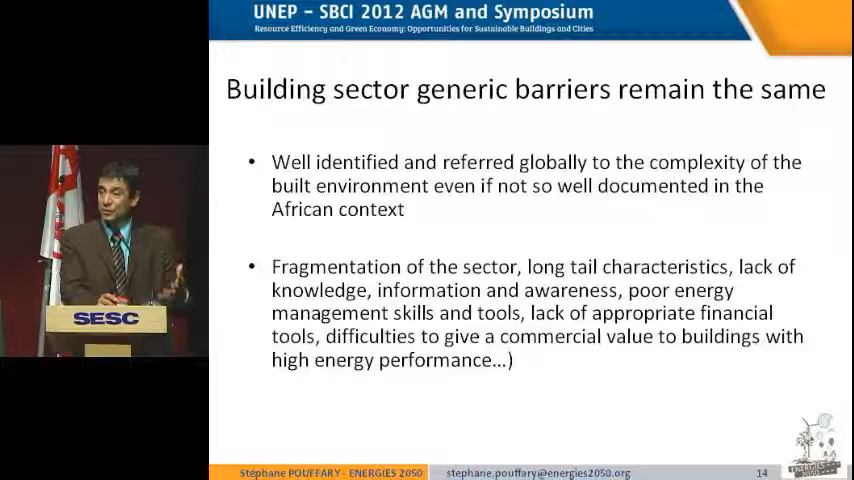 UNEP – SBCI 2012 AGM and Symposium
Resource Efficiency and Green Economy: Opportunities for Sustainable Buildings and Cities
Building sector generic barriers remain the same
• Well identified and referred globally to the complexity of the
built environment even if not so well documented in the
African context
• Fragmentation of the sector, long tail characteristics, lack of
knowledge, information and awareness, poor energy
management skills and tools, lack of appropriate financial
tools, difficulties to give a commercial value to buildings with
high energy performance...)
SESC
Stéphane POUFFARY - ENERGIES 2050
stephane.pouffary@energies2050.org
14
ENERGIES
2050